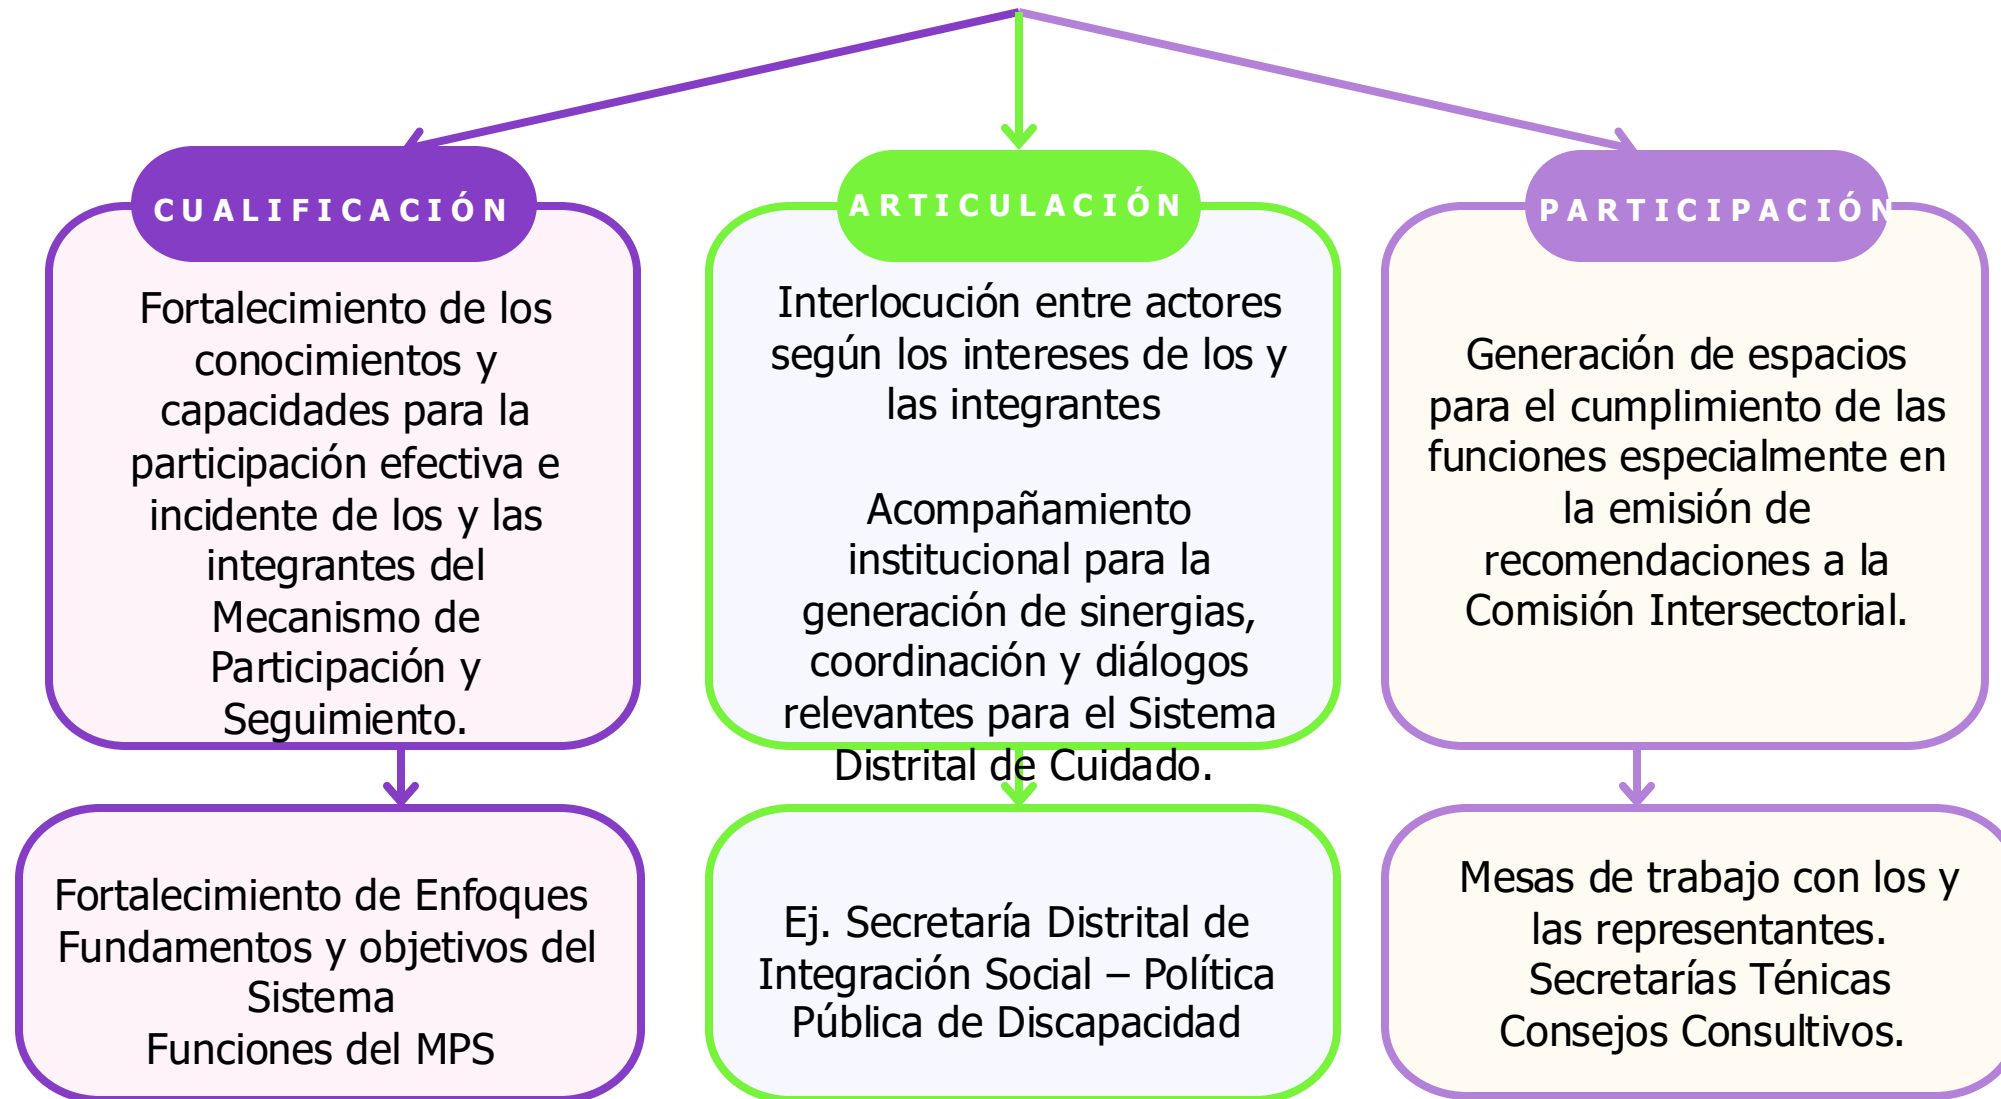 CUALIFICACIÓN
Fortalecimiento de los
conocimientos y
capacidades para la
participación efectiva e
incidente de los y las
integrantes del
Mecanismo de
Participación y
Seguimiento.
Fortalecimiento de Enfoques
Fundamentos y objetivos del
Sistema
Funciones del MPS
ARTICULACIÓN
Interlocución entre actores
según los intereses de los y
las integrantes
Acompañamiento
institucional para la
generación de sinergias,
coordinación y diálogos
relevantes para el Sistema
Distrital de Cuidado.
Ej. Secretaría Distrital de
Integración Social – Política
Pública de Discapacidad
PARTICIPACIÓN
Generación de espacios
para el cumplimiento de las
funciones especialmente en
la emisión de
recomendaciones a la
Comisión Intersectorial.
Mesas de trabajo con los y
las representantes.
Secretarías Ténicas
Consejos Consultivos.